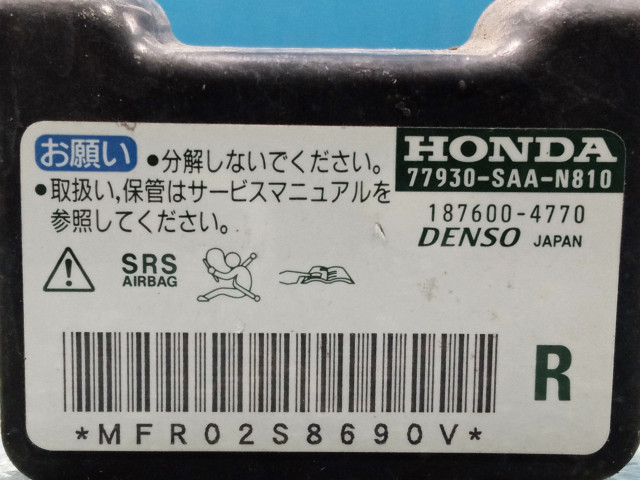 お願い •分解しないでください。
•取扱い,保管はサービスマニュアルを
参照してください。
HONDA
77930-SAA-N810
187600-4770
DENSO JAPAN
SRS
AIRBAG
R
*MFR02S8690V*